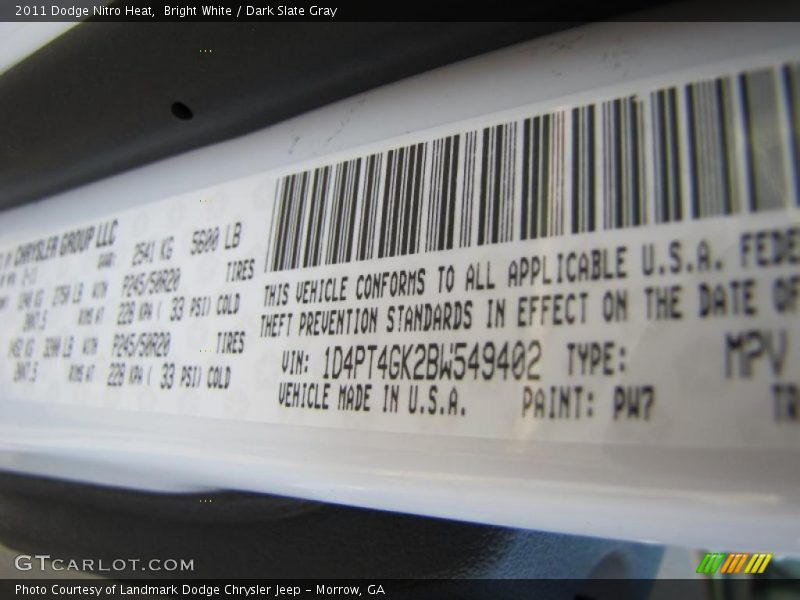 2011 Dodge Nitro Heat,  Bright White / Dark Slate Gray
BY CHRYSLER GROUP LLC
2541 KG 5600 LB
TIRES
P245/50R20
228 KPA ( 33 PSI) COLD
TIRES
P245/50R20
228 KPA ( 33 PSI) COLD
THIS VEHICLE CONFORMS TO ALL APPLICABLE U.S.A. FEDE
THEFT PREVENTION STANDARDS IN EFFECT ON THE DATE OF
VIN: 1D4PT4GK2BW549402 TYPE: MPV
VEHICLE MADE IN U.S.A. PAINT: PW7 TR
GTCARLOT.COM
Photo Courtesy of Landmark Dodge Chrysler Jeep - Morrow, GA